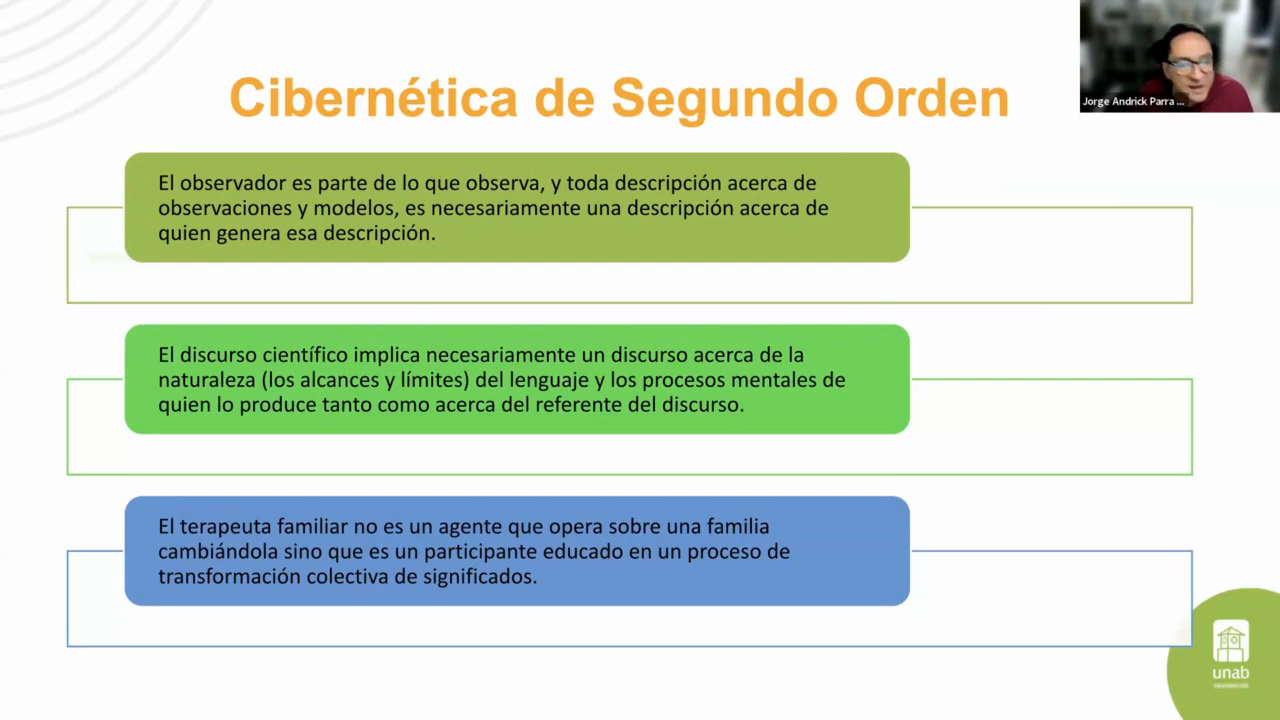 Cibernética de Segundo Orden
Jorge Andrick Parra ...
El observador es parte de lo que observa, y toda descripción acerca de
observaciones y modelos, es necesariamente una descripción acerca de
quien genera esa descripción.
El discurso científico implica necesariamente un discurso acerca de la
naturaleza (los alcances y límites) del lenguaje y los procesos mentales de
quien lo produce tanto como acerca del referente del discurso.
El terapeuta familiar no es un agente que opera sobre una familia
cambiándola sino que es un participante educado en un proceso de
transformación colectiva de significados.
unab